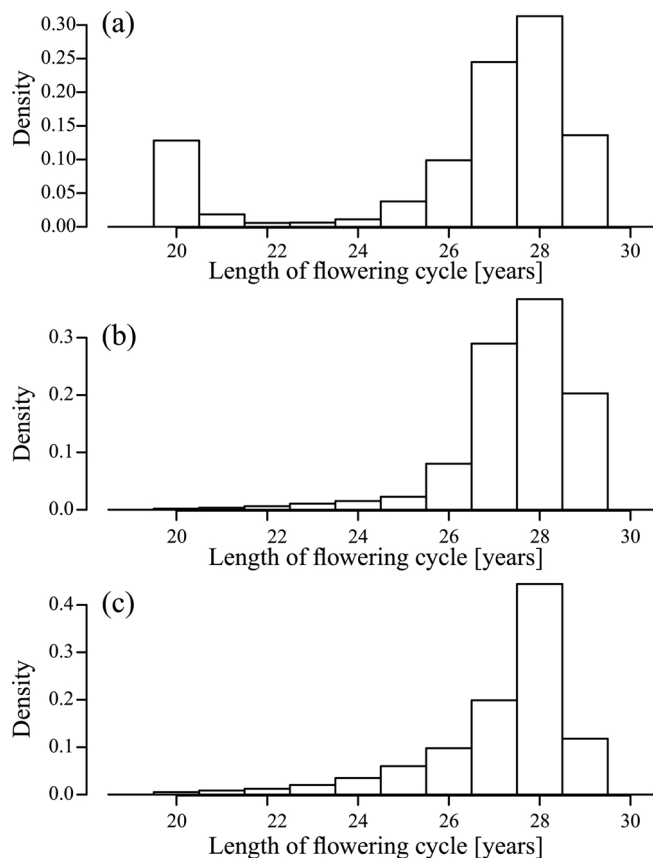 (a)
Density
0.30
0.25
0.20
0.15
0.10
0.05
0.00
20 22 24 26 28 30
Length of flowering cycle [years]
(b)
Density
0.3
0.2
0.1
0.0
20 22 24 26 28 30
Length of flowering cycle [years]
(c)
Density
0.4
0.3
0.2
0.1
0.0
20 22 24 26 28 30
Length of flowering cycle [years]